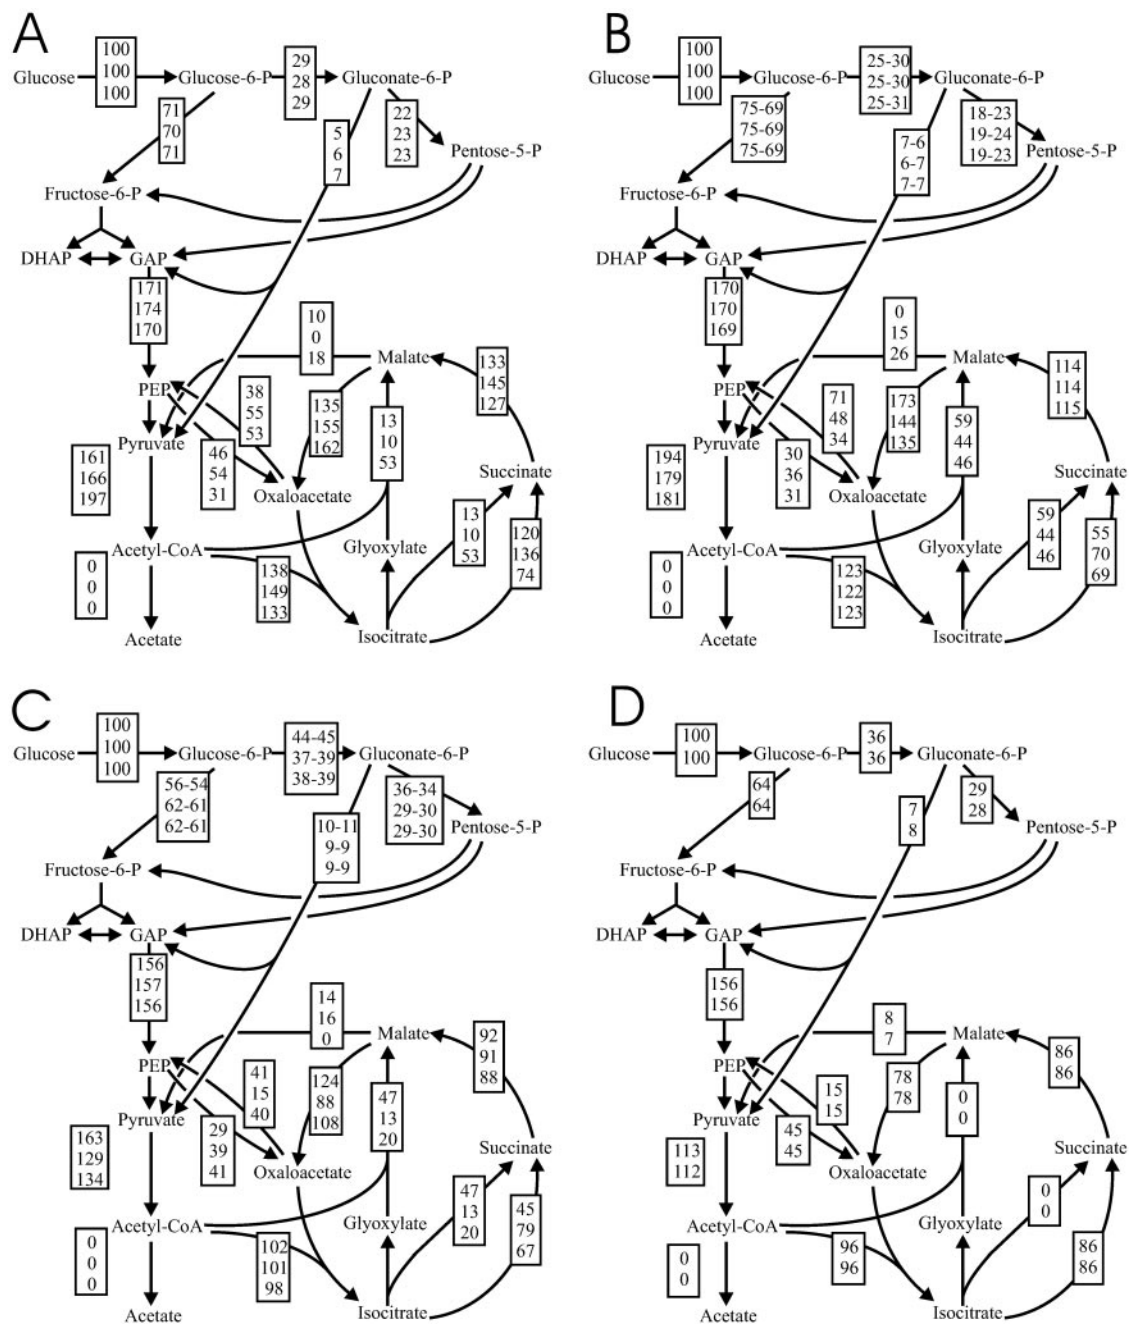 A
Glucose
100
100
100
Glucose-6-P
29
28
29
Gluconate-6-P
71
70
71
5
6
7
22
23
23
Pentose-5-P
Fructose-6-P
DHAP
GAP
171
174
170
10
0
18
Malate
133
145
127
PEP
38
55
53
135
155
162
13
10
53
Pyruvate
161
166
197
46
54
31
Oxaloacetate
Succinate
13
10
53
120
136
74
Acetyl-CoA
Glyoxylate
0
0
0
138
149
133
Acetate
Isocitrate
B
Glucose
100
100
100
Glucose-6-P
25-30
25-30
25-31
Gluconate-6-P
75-69
75-69
75-69
7-6
6-7
7-7
18-23
19-24
19-23
Pentose-5-P
Fructose-6-P
DHAP
GAP
170
170
169
0
15
26
Malate
114
114
115
PEP
71
48
34
173
144
135
59
44
46
Pyruvate
194
179
181
30
36
31
Oxaloacetate
Succinate
59
44
46
55
70
69
Acetyl-CoA
Glyoxylate
0
0
0
123
122
123
Acetate
Isocitrate
C
Glucose
100
100
100
Glucose-6-P
44-45
37-39
38-39
Gluconate-6-P
56-54
62-61
62-61
10-11
9-9
9-9
36-34
29-30
29-30
Pentose-5-P
Fructose-6-P
DHAP
GAP
156
157
156
14
16
0
Malate
92
91
88
PEP
41
15
40
124
88
108
47
13
20
Pyruvate
163
129
134
29
39
41
Oxaloacetate
Succinate
47
13
20
45
79
67
Acetyl-CoA
Glyoxylate
0
0
0
102
101
98
Acetate
Isocitrate
D
Glucose
100
100
Glucose-6-P
36
36
Gluconate-6-P
64
64
7
8
29
28
Pentose-5-P
Fructose-6-P
DHAP
GAP
156
156
8
7
Malate
86
86
PEP
15
15
78
78
0
0
Pyruvate
113
112
45
45
Oxaloacetate
Succinate
0
0
86
86
Acetyl-CoA
Glyoxylate
0
0
96
96
Acetate
Isocitrate